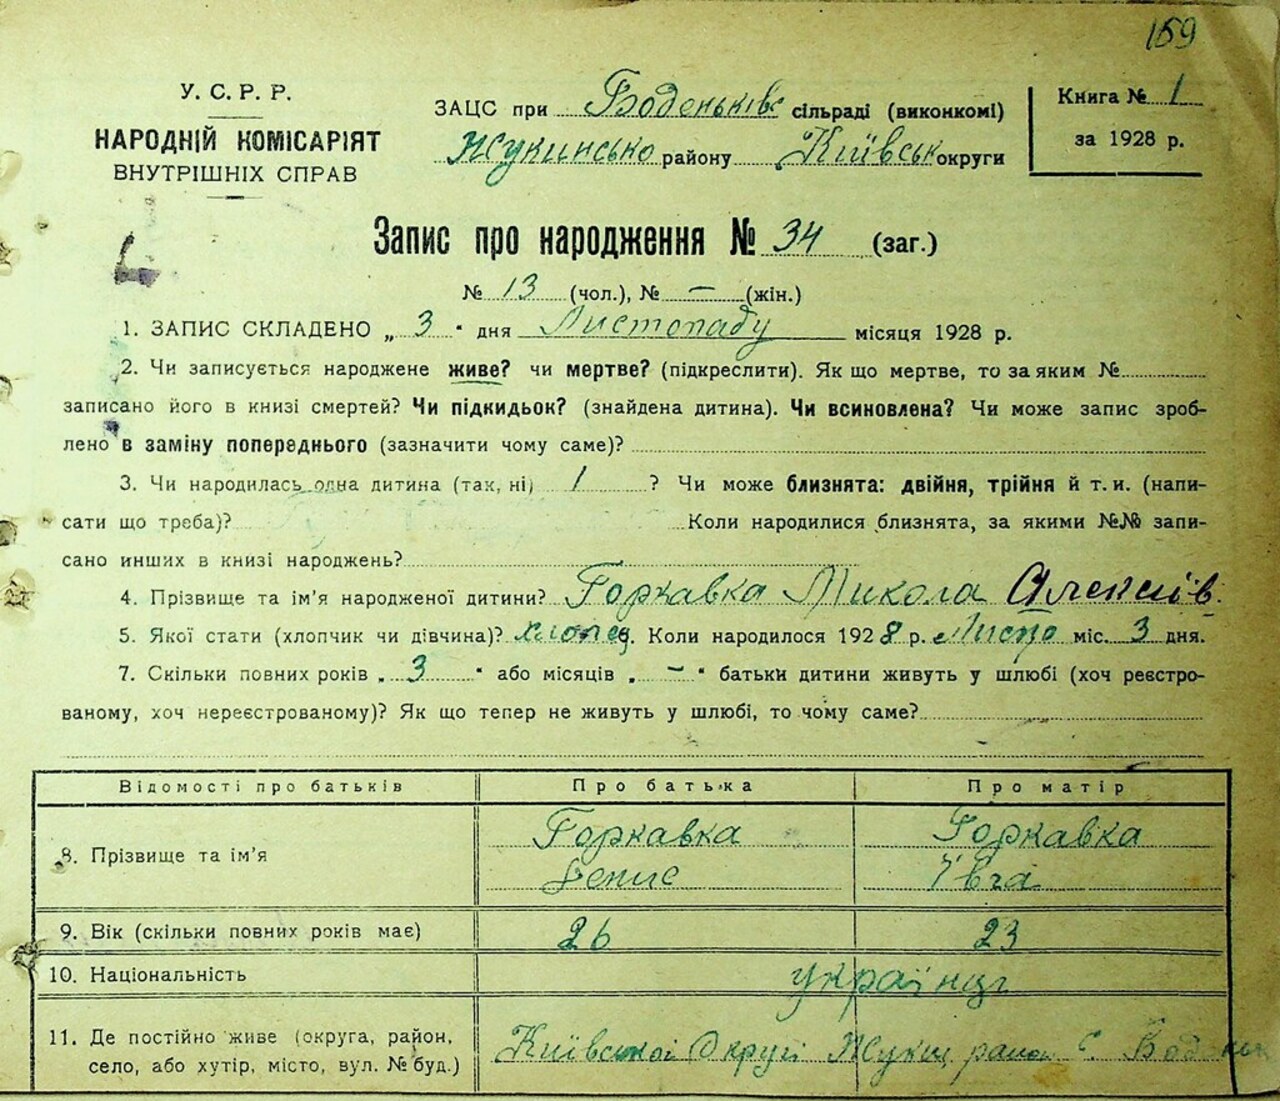 159
У. С. Р. Р.
НАРОДНІЙ КОМІСАРІЯТ
ВНУТРІШНІХ СПРАВ
ЗАЦС при Боденьківс сільраді (виконкомі)
Жукинсько району Київськ округи
Книга № 1
за 1928 р.
Запис про народження № 34 (заг.)
№ 13 (чол.), № — (жін.)
1. ЗАПИС СКЛАДЕНО „ 3 “ дня Листопаду місяця 1928 р.
2. Чи записується народжене живе? чи мертве? (підкреслити). Як що мертве, то за яким №
записано його в книзі смертей? Чи підкидьок? (знайдена дитина). Чи всиновлена? Чи може запис зроб-
лено в заміну попереднього (зазначити чому саме)?
3. Чи народилась одна дитина (так, ні) 1 ? Чи може близнята: двійня, трійня й т. и. (напи-
сати що треба)? Коли народилися близнята, за якими №№ запи-
сано инших в книзі народжень?
4. Прізвище та ім'я народженої дитини? Горкавка Микола
5. Якої стати (хлопчик чи дівчина)? хлопец. Коли народилося 1928 р. Листо міс. 3 дня.
7. Скільки повних років „ 3 “ або місяців „ — “ батьки дитини живуть у шлюбі (хоч реєстро-
ваному, хоч нереєстрованому)? Як що тепер не живуть у шлюбі, то чому саме?
Відомості про батьків Про батька Про матір
8. Прізвище та ім'я Горкавка Горкавка
Денис Ївга
9. Вік (скільки повних років має) 26 23
10. Національність українці
11. Де постійно живе (округа, район,
село, або хутір, місто, вул. № буд.) Київської Округи Жукин района с.